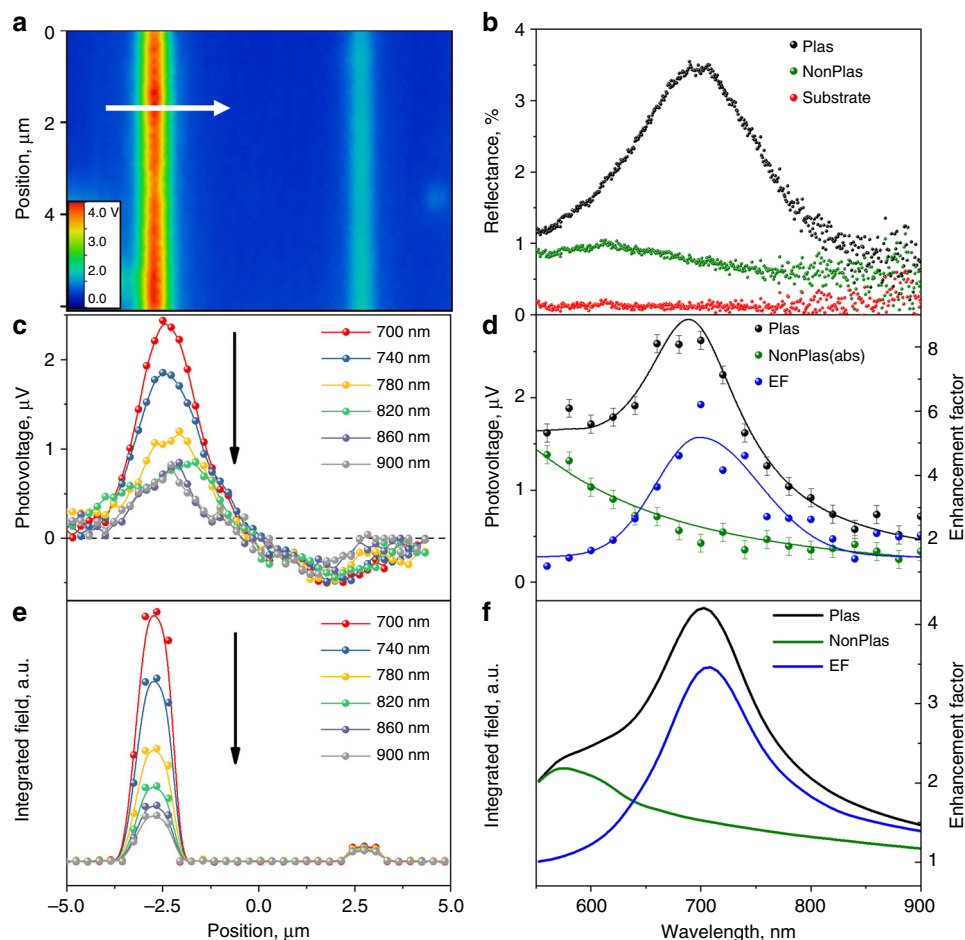 a
0
2
4
Position, µm
4.0 V
3.0
2.0
0.0
b
4
3
2
1
0
Reflectance, %
Plas
NonPlas
Substrate
c
2
1
0
Photovoltage, µV
700 nm
740 nm
780 nm
820 nm
860 nm
900 nm
d
2
1
0
Photovoltage, µV
Plas
NonPlas(abs)
EF
8
6
4
2
Enhancement factor
e
Integrated field, a.u.
700 nm
740 nm
780 nm
820 nm
860 nm
900 nm
−5.0
−2.5
0.0
2.5
5.0
Position, µm
f
Integrated field, a.u.
Plas
NonPlas
EF
4
3
2
1
Enhancement factor
600
700
800
900
Wavelength, nm